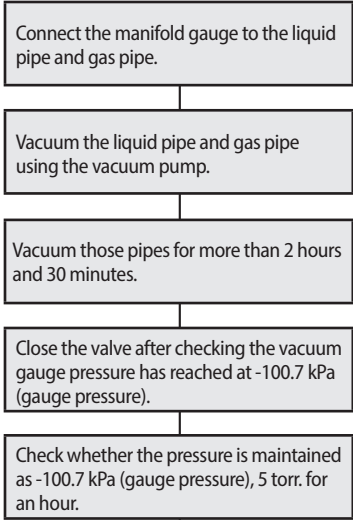 Connect the manifold gauge to the liquid
pipe and gas pipe.
Vacuum the liquid pipe and gas pipe
using the vacuum pump.
Vacuum those pipes for more than 2 hours
and 30 minutes.
Close the valve after checking the vacuum
gauge pressure has reached at -100.7 kPa
(gauge pressure).
Check whether the pressure is maintained
as -100.7 kPa (gauge pressure), 5 torr. for
an hour.